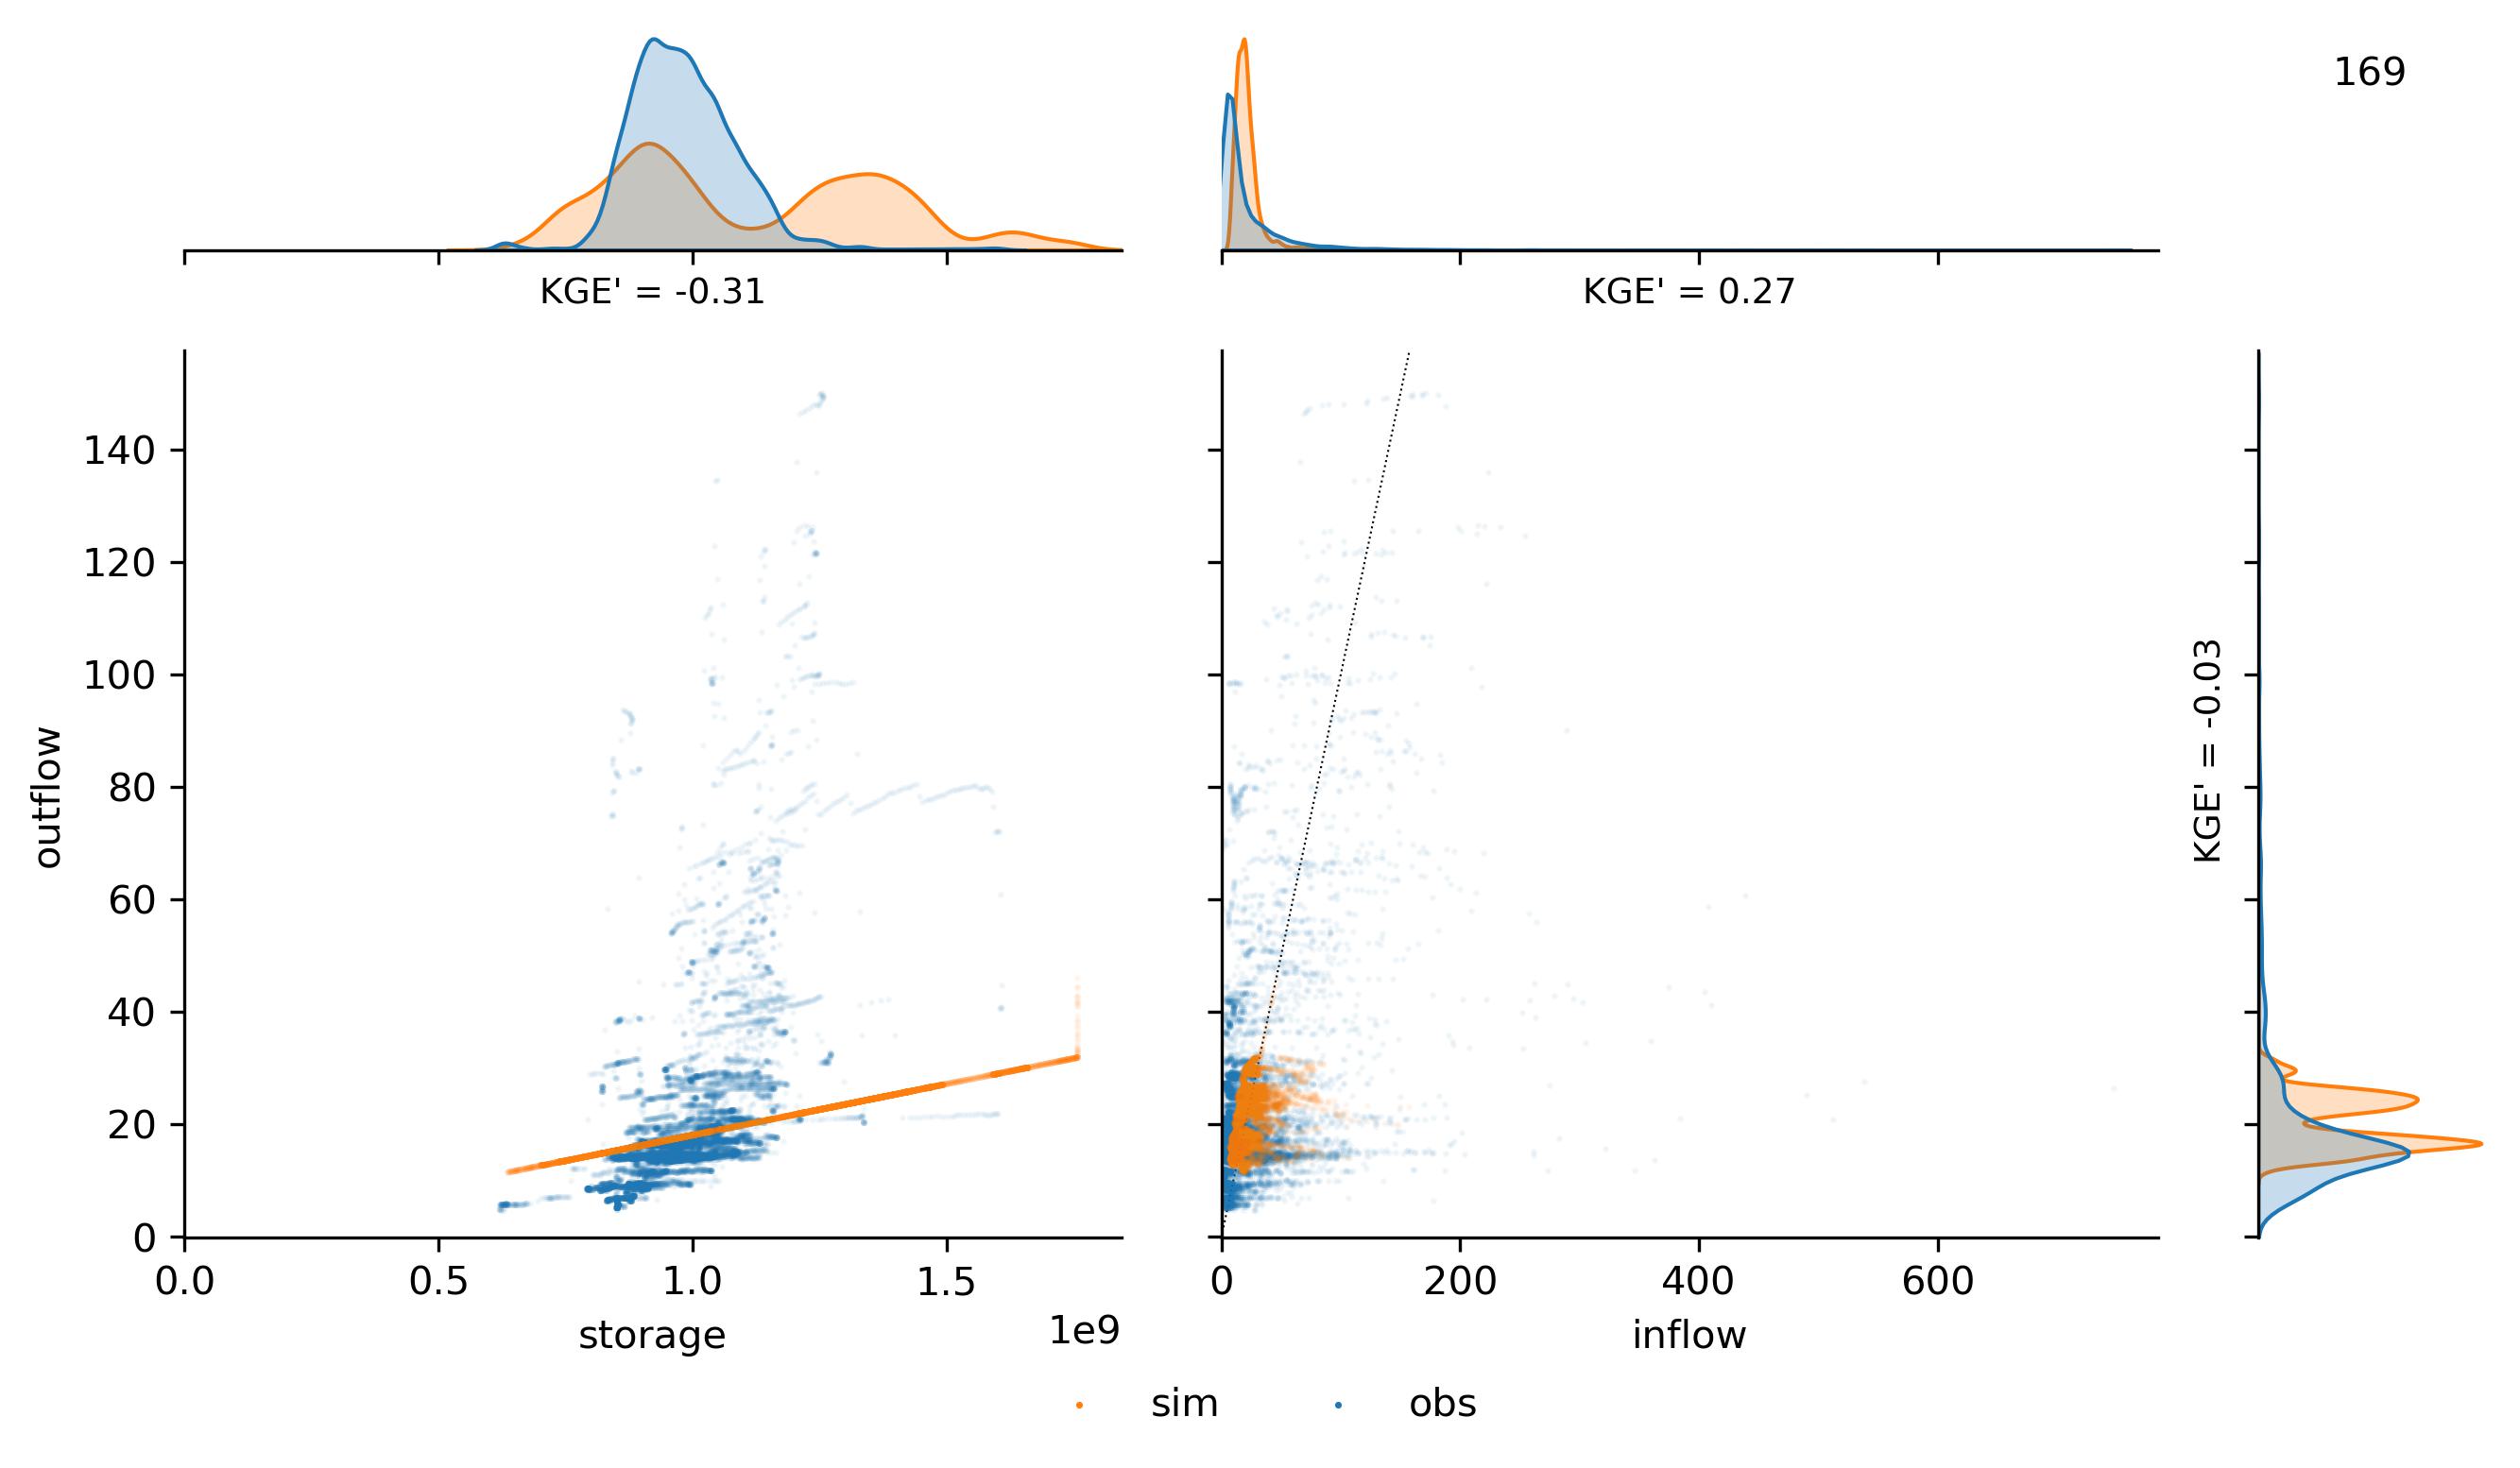 169
KGE' = -0.31
KGE' = 0.27
140
120
100
80
60
40
20
0
outflow
KGE' = -0.03
0.0 0.5 1.0 1.5
0 200 400 600
storage
1e9
inflow
sim obs